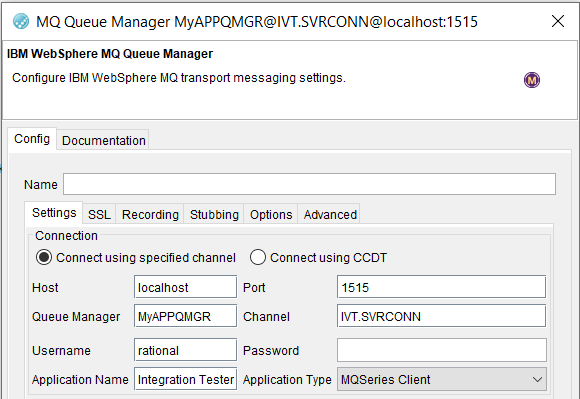 MQ Queue Manager MyAPPQMGR@IVT.SVRCONN@localhost:1515
IBM WebSphere MQ Queue Manager
Configure IBM WebSphere MQ transport messaging settings.
M
Config Documentation
Name
Settings SSL Recording Stubbing Options Advanced
Connection
Connect using specified channel Connect using CCDT
Host localhost Port 1515
Queue Manager MyAPPQMGR Channel IVT.SVRCONN
Username rational Password
Application Name Integration Tester Application Type MQSeries Client